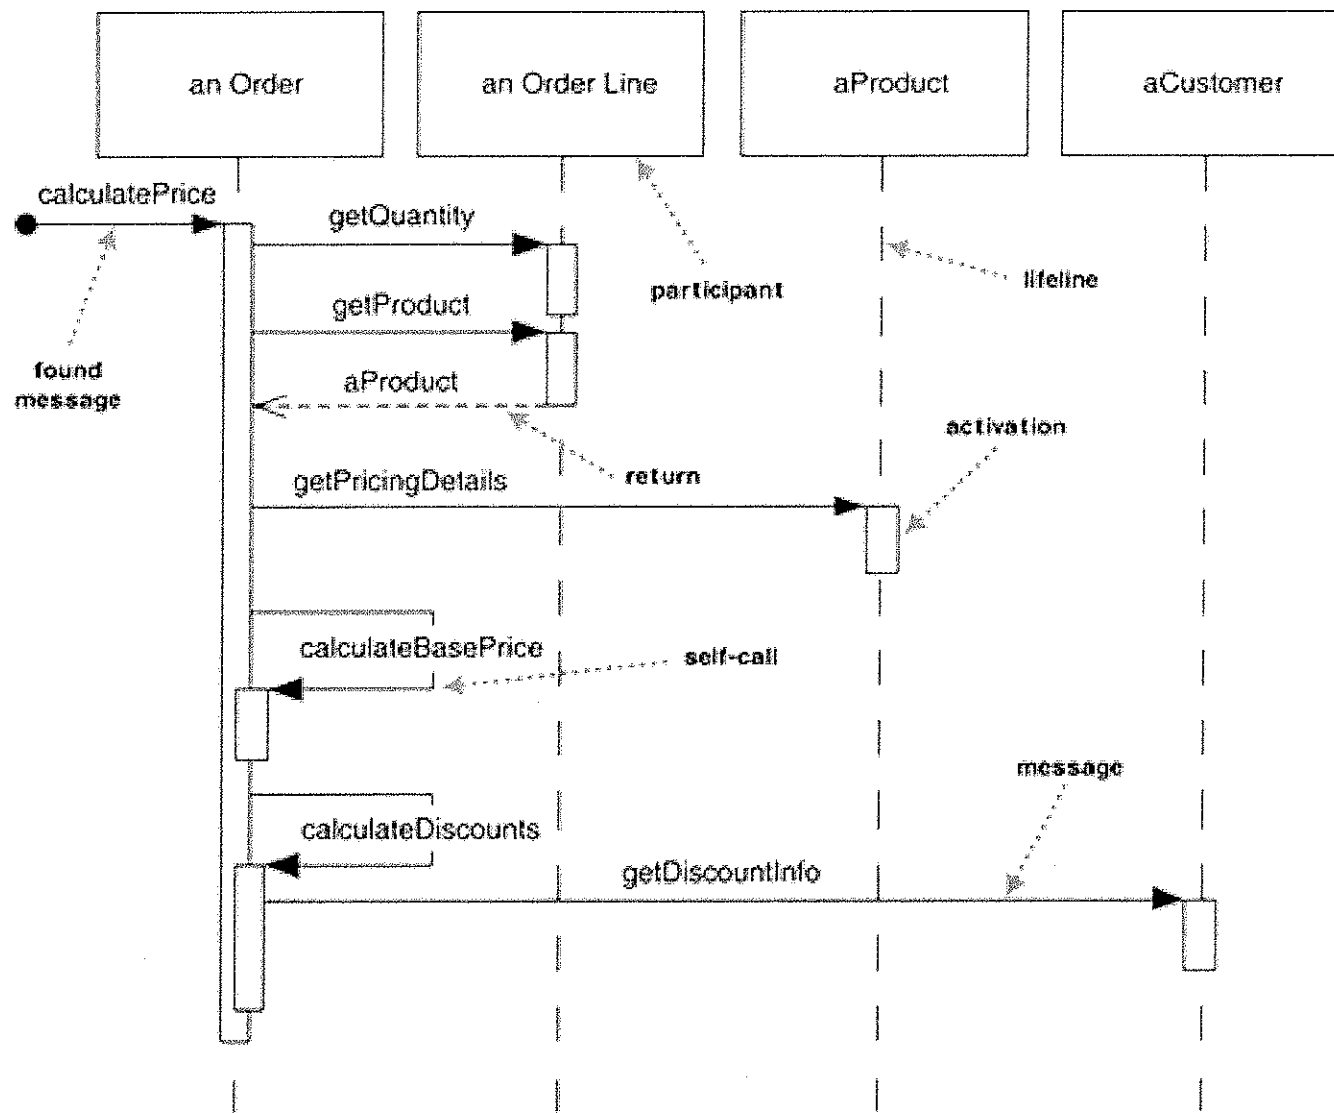 an Order
an Order Line
aProduct
aCustomer
calculatePrice
getQuantity
participant
lifeline
getProduct
found
message
aProduct
activation
return
getPricingDetails
calculateBasePrice
self-call
message
calculateDiscounts
getDiscountInfo